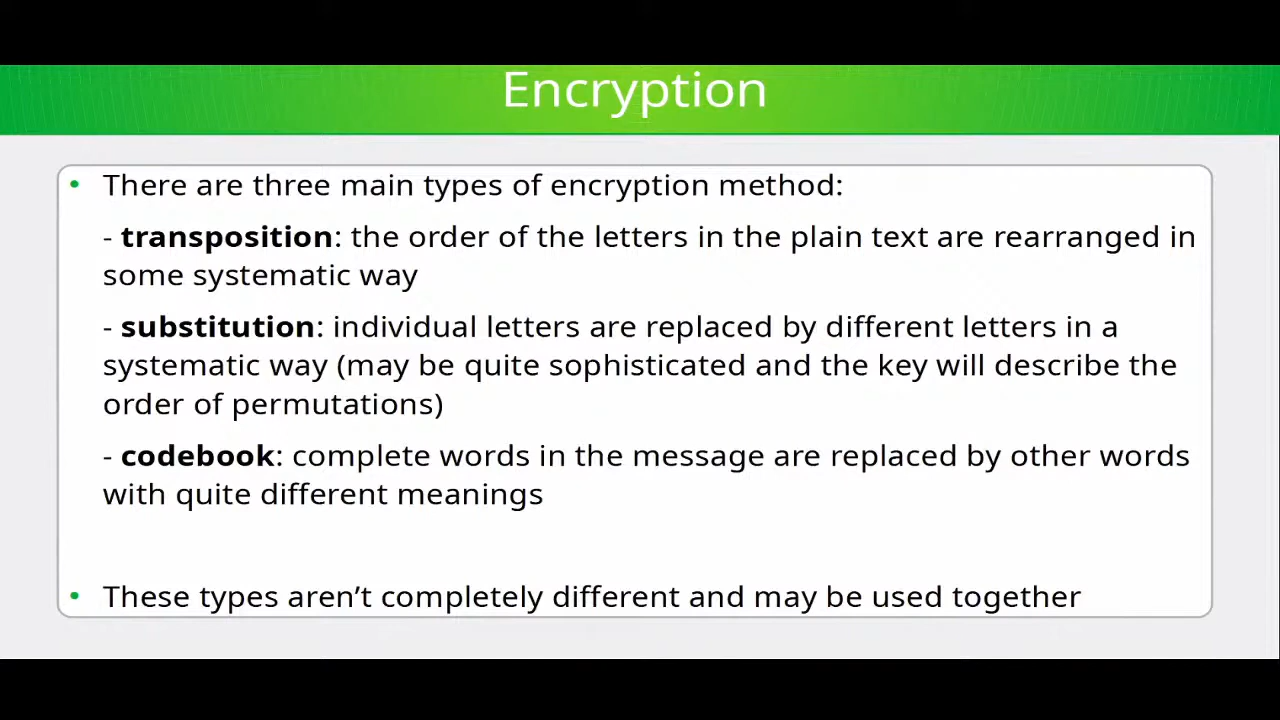 Encryption
• There are three main types of encryption method:
- transposition: the order of the letters in the plain text are rearranged in
some systematic way
- substitution: individual letters are replaced by different letters in a
systematic way (may be quite sophisticated and the key will describe the
order of permutations)
- codebook: complete words in the message are replaced by other words
with quite different meanings
• These types aren’t completely different and may be used together